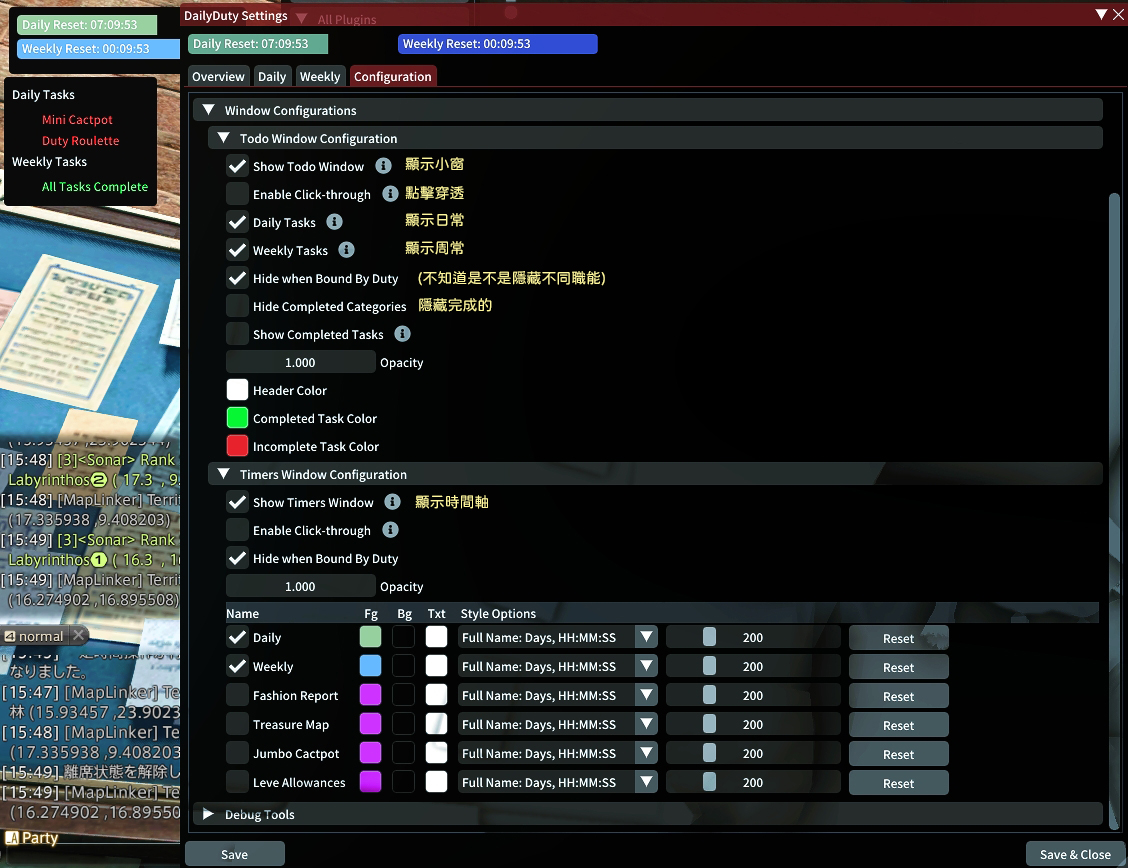 DailyDuty Settings
All Plugins
Daily Reset: 07:09:53
Weekly Reset: 00:09:53
Daily Reset: 07:09:53
Weekly Reset: 00:09:53
Overview
Daily
Weekly
Configuration
Daily Tasks
Mini Cactpot
Duty Roulette
Weekly Tasks
All Tasks Complete
Window Configurations
Todo Window Configuration
Show Todo Window 顯示小窗
Enable Click-through 點擊穿透
Daily Tasks 顯示日常
Weekly Tasks 顯示周常
Hide when Bound By Duty (不知道是不是隱藏不同職能)
Hide Completed Categories 隱藏完成的
Show Completed Tasks
1.000 Opacity
Header Color
Completed Task Color
Incomplete Task Color
Timers Window Configuration
Show Timers Window 顯示時間軸
Enable Click-through
Hide when Bound By Duty
1.000 Opacity
Name Fg Bg Txt Style Options
Daily Full Name: Days, HH:MM:SS 200 Reset
Weekly Full Name: Days, HH:MM:SS 200 Reset
Fashion Report Full Name: Days, HH:MM:SS 200 Reset
Treasure Map Full Name: Days, HH:MM:SS 200 Reset
Jumbo Cactpot Full Name: Days, HH:MM:SS 200 Reset
Leve Allowances Full Name: Days, HH:MM:SS 200 Reset
Debug Tools
Save
Save & Close
[15:48] [3]<Sonar> Rank
Labyrinthos2 ( 17.3 , 9.
[15:48] [MapLinker] Territ
(17.335938 ,9.408203)
[15:49] [3]<Sonar> Rank
Labyrinthos1 ( 16.3 , 1
[15:49] [MapLinker] Territ
(16.274902 ,16.895508)
4 normal
なりました。
[15:47] [MapLinker] Te
林 (15.93457 ,23.9023
[15:48] [MapLinker] Te
(17.335938 ,9.408203
[15:49] 離席状態を解除し
[15:49] [MapLinker] Te
(16.274902 ,16.89550
Party